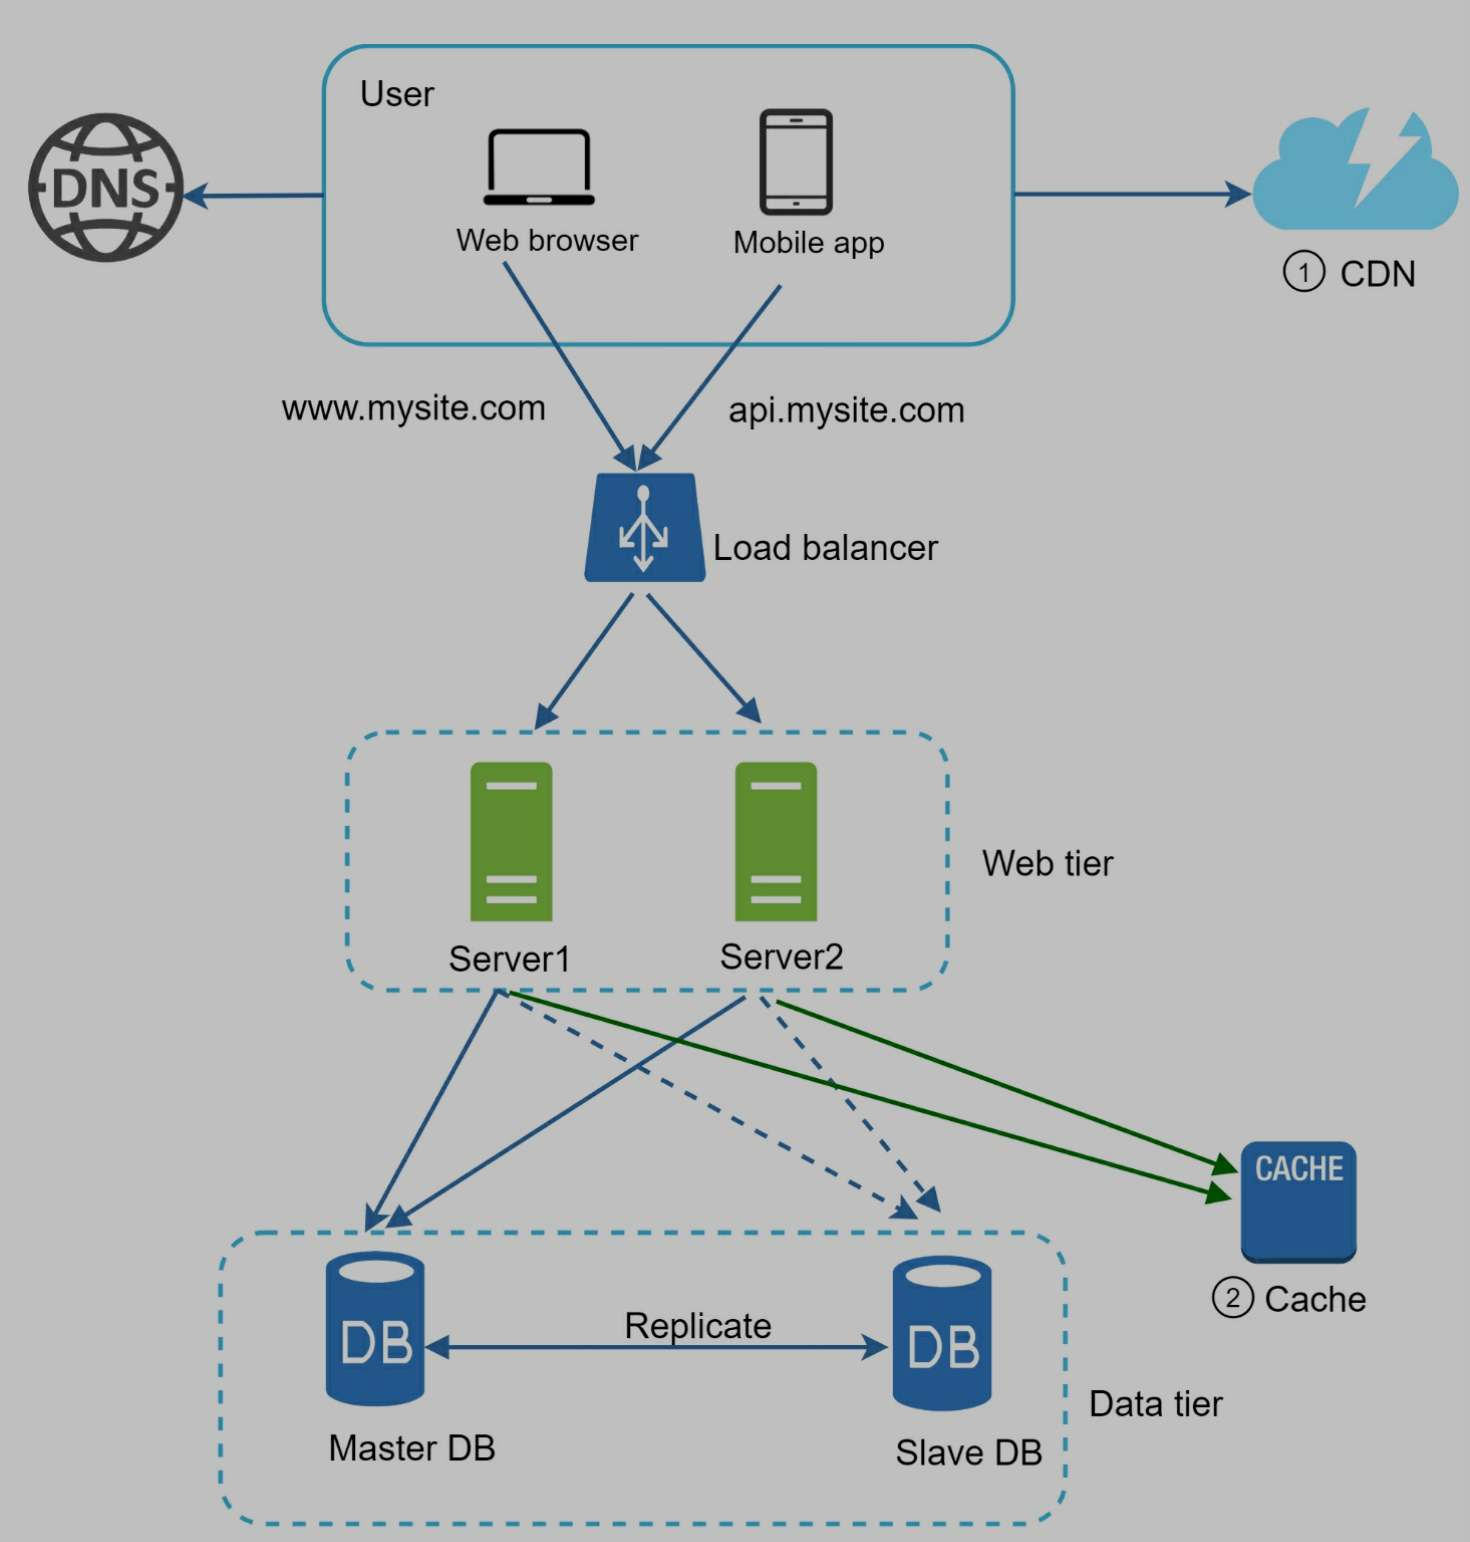 User
DNS
Web browser
Mobile app
1 CDN
www.mysite.com
api.mysite.com
Load balancer
Web tier
Server1
Server2
CACHE
2 Cache
Replicate
DB
DB
Data tier
Master DB
Slave DB